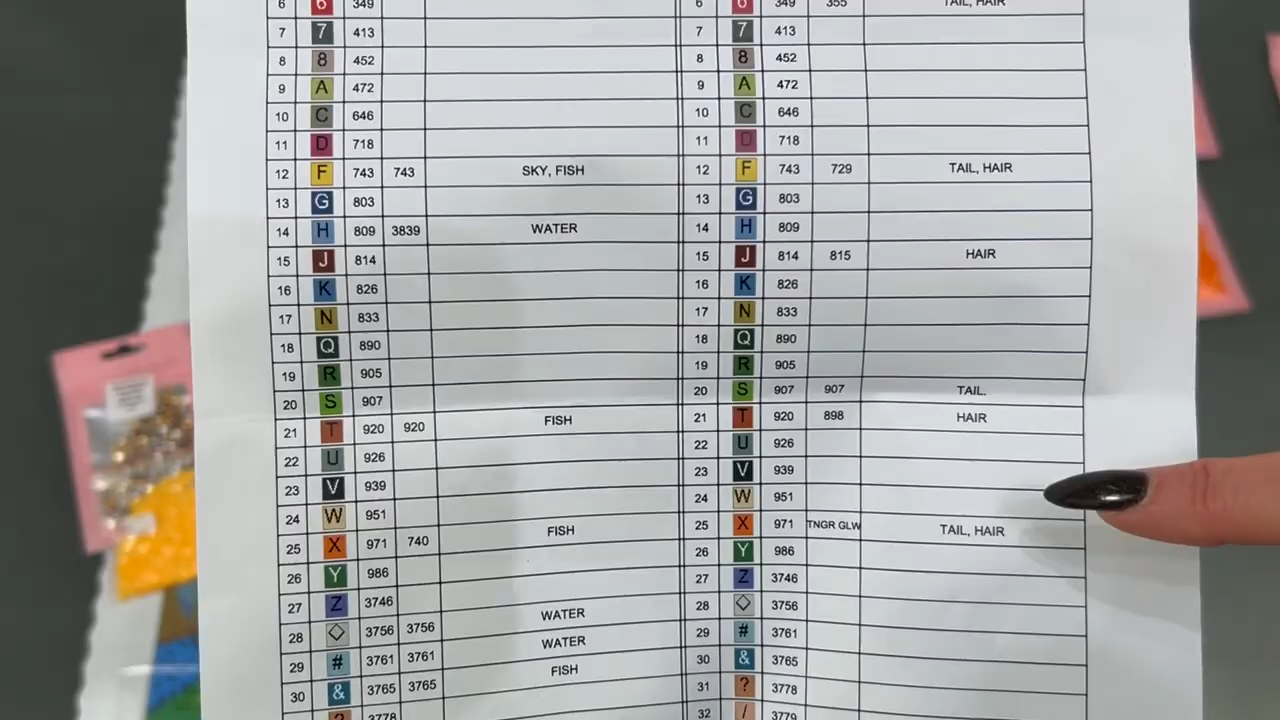 6 6 349
7 7 413
8 8 452
9 A 472
10 C 646
11 D 718
12 F 743 743 SKY, FISH
13 G 803
14 H 809 3839 WATER
15 J 814
16 K 826
17 N 833
18 Q 890
19 R 905
20 S 907
21 T 920 920 FISH
22 U 926
23 V 939
24 W 951
25 X 971 740 FISH
26 Y 986
27 Z 3746
28 ◇ 3756 3756 WATER
29 # 3761 3761 WATER
30 & 3765 3765 FISH
3778
6 6 349 355 TAIL, HAIR
7 7 413
8 8 452
9 A 472
10 C 646
11 D 718
12 F 743 729 TAIL, HAIR
13 G 803
14 H 809
15 J 814 815 HAIR
16 K 826
17 N 833
18 Q 890
19 R 905
20 S 907 907 TAIL.
21 T 920 898 HAIR
22 U 926
23 V 939
24 W 951
25 X 971 TNGR GLW TAIL, HAIR
26 Y 986
27 Z 3746
28 ◇ 3756
29 # 3761
30 & 3765
31 ? 3778
32 / 3779